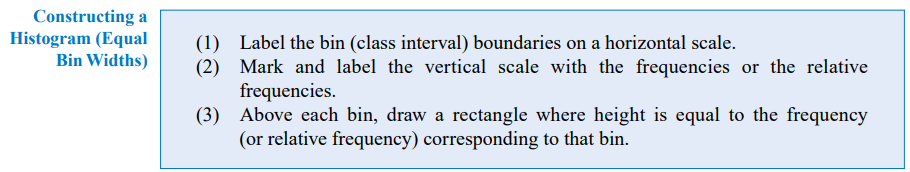 Constructing a
Histogram (Equal
Bin Widths)
(1) Label the bin (class interval) boundaries on a horizontal scale.
(2) Mark and label the vertical scale with the frequencies or the relative
frequencies.
(3) Above each bin, draw a rectangle where height is equal to the frequency
(or relative frequency) corresponding to that bin.